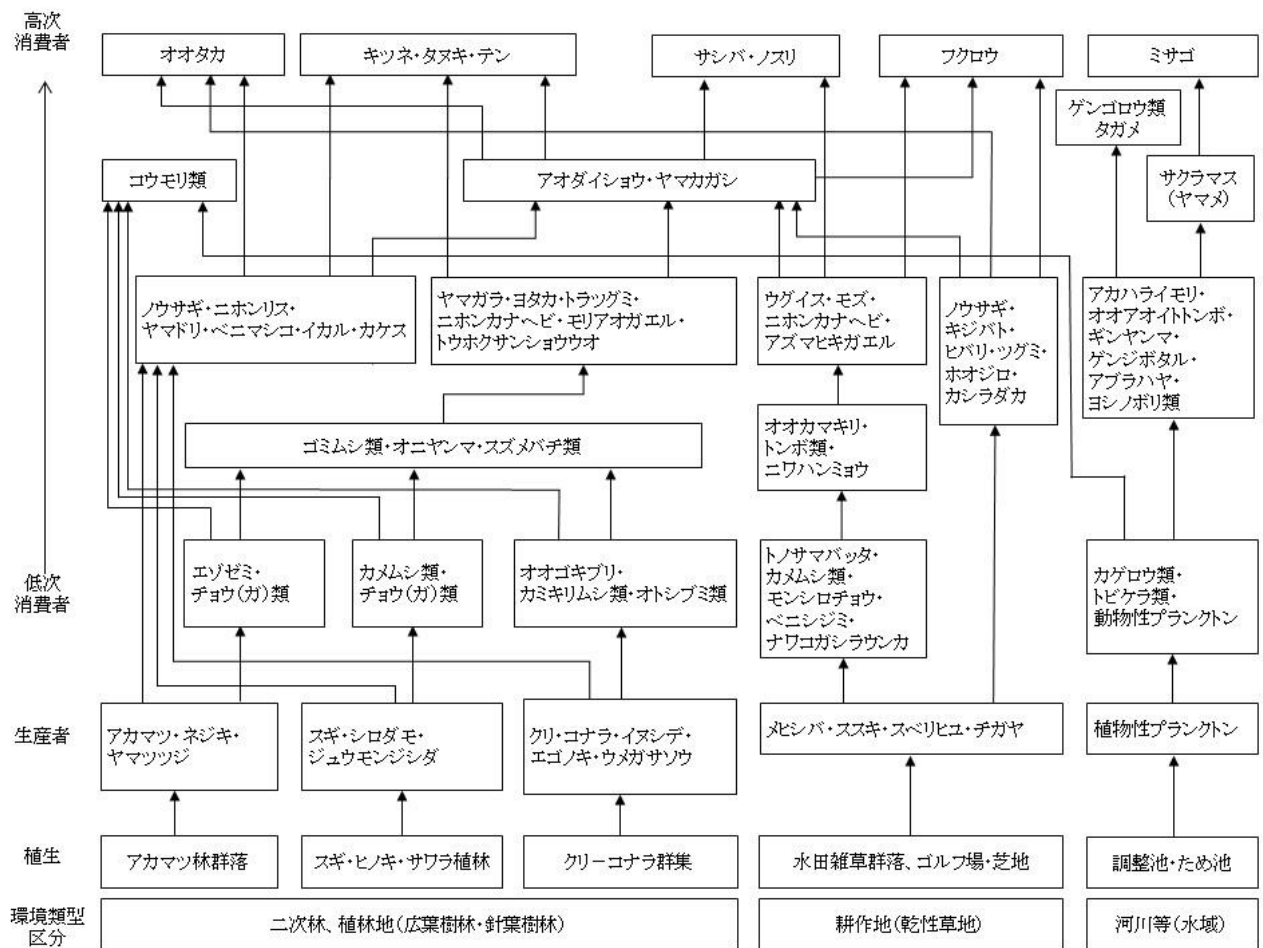 高次
消費者
オオタカ
キツネ・タヌキ・テン
サシバ・ノスリ
フクロウ
ミサゴ
ゲンゴロウ類
タガメ
コウモリ類
アオダイショウ・ヤマカガシ
サクラマス
(ヤマメ)
ノウサギ・ニホンリス・
ヤマドリ・ベニマシコ・イカル・カケス
ヤマガラ・ヨタカ・トラツグミ・
ニホンカナヘビ・モリアオガエル・
トウホクサンショウウオ
ウグイス・モズ・
ニホンカナヘビ・
アズマヒキガエル
ノウサギ・
キジバト・
ヒバリ・ツグミ・
ホオジロ・
カシラダカ
アカハライモリ・
オオアオイトトンボ・
ギンヤンマ・
ゲンジボタル・
アブラハヤ・
ヨシノボリ類
ゴミムシ類・オニヤンマ・スズメバチ類
オオカマキリ・
トンボ類・
ニワハンミョウ
低次
消費者
エゾゼミ・
チョウ(ガ)類
カメムシ類・
チョウ(ガ)類
オオゴキブリ・
カミキリムシ類・オトシブミ類
トノサマバッタ・
カメムシ類・
モンシロチョウ・
ベニシジミ・
ナワコガシラウンカ
カゲロウ類・
トビケラ類・
動物性プランクトン
生産者
アカマツ・ネジキ・
ヤマツツジ
スギ・シロダモ・
ジュウモンジシダ
クリ・コナラ・イヌシデ・
エゴノキ・ウメガサソウ
メヒシバ・ススキ・スベリヒユ・チガヤ
植物性プランクトン
植生
アカマツ林群落
スギ・ヒノキ・サワラ植林
クリーコナラ群集
水田雑草群落、ゴルフ場・芝地
調整池・ため池
環境類型
区分
二次林、植林地(広葉樹林・針葉樹林)
耕作地(乾性草地)
河川等(水域)